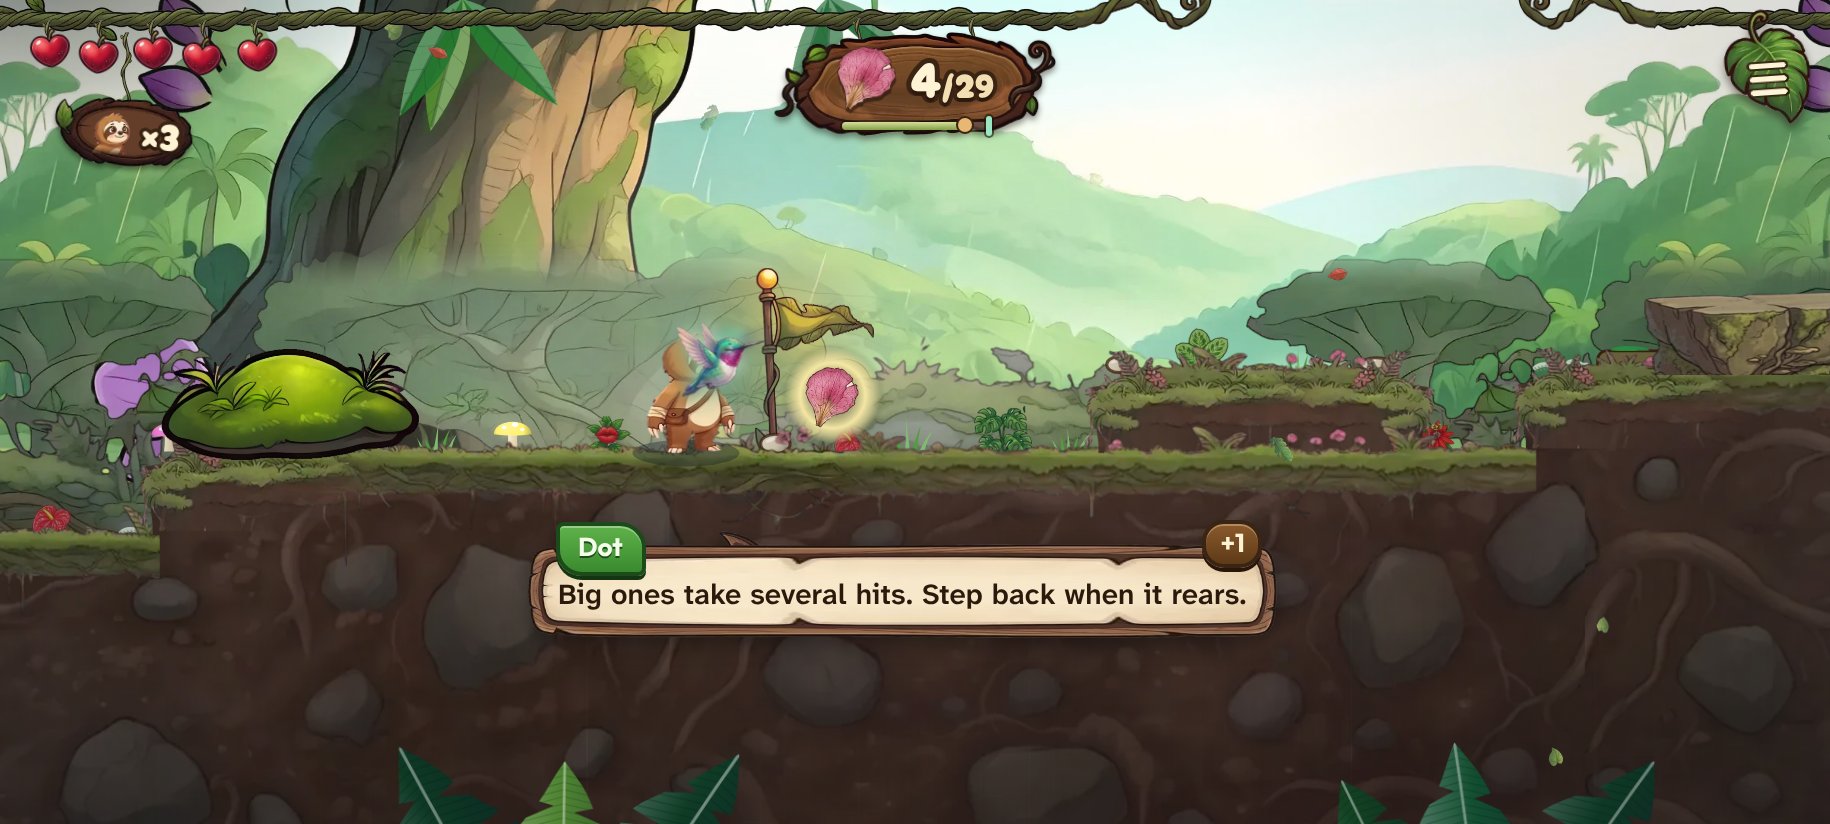 ×3
4/29
Dot
+1
Big ones take several hits. Step back when it rears.